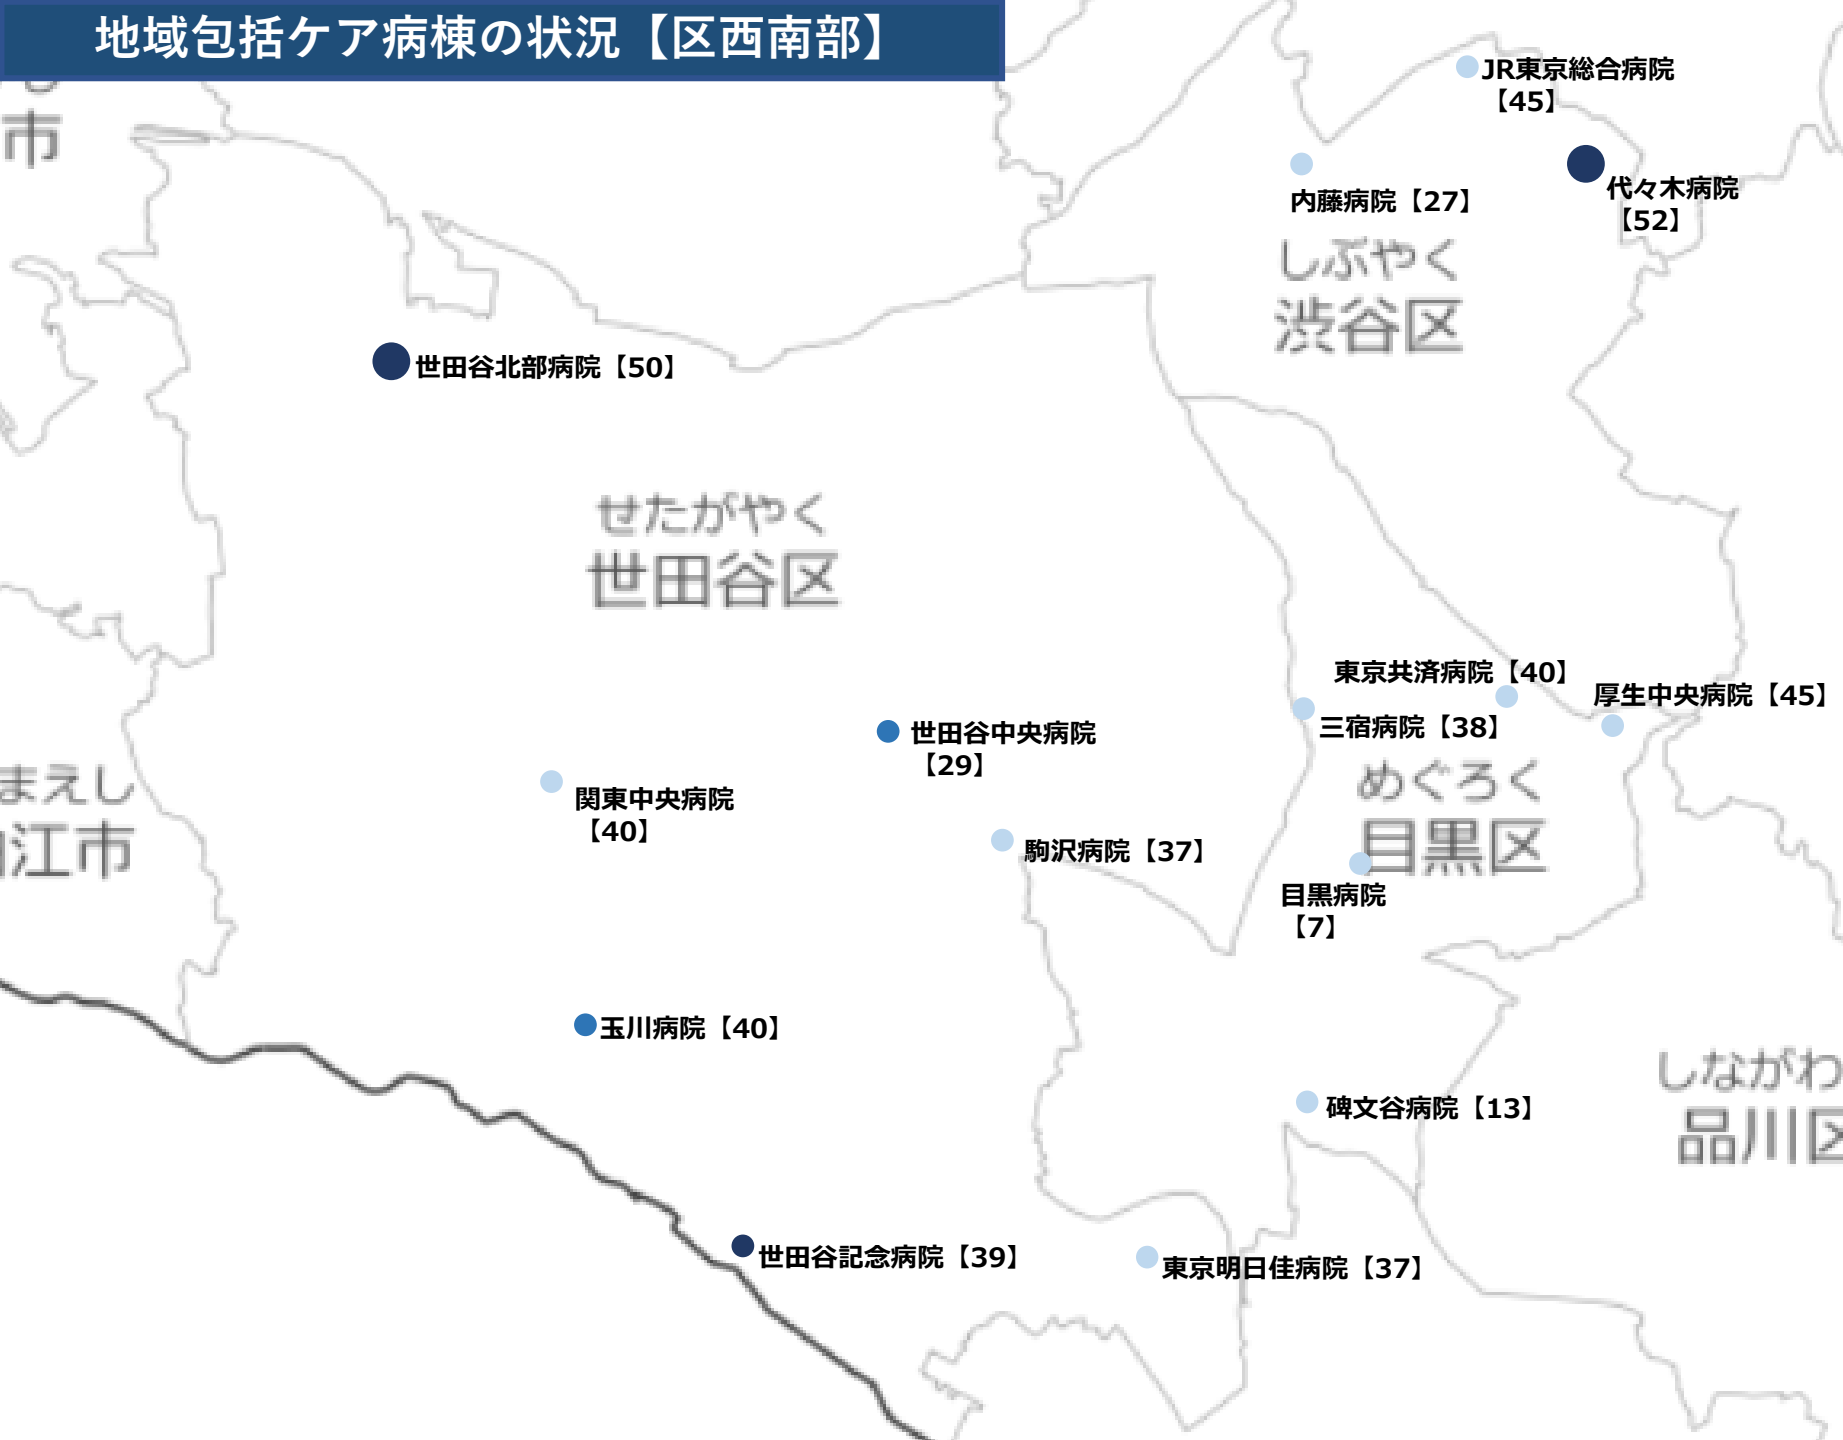 地域包括ケア病棟の状況【区西南部】
市
JR東京総合病院
【45】
代々木病院
【52】
内藤病院【27】
しぶやく
渋谷区
世田谷北部病院【50】
せたがやく
世田谷区
東京共済病院【40】
厚生中央病院【45】
三宿病院【38】
世田谷中央病院
【29】
関東中央病院
【40】
まえし
江市
駒沢病院【37】
めぐろく
目黒区
目黒病院
【7】
玉川病院【40】
しながわ
品川区
碑文谷病院【13】
世田谷記念病院【39】
東京明日佳病院【37】